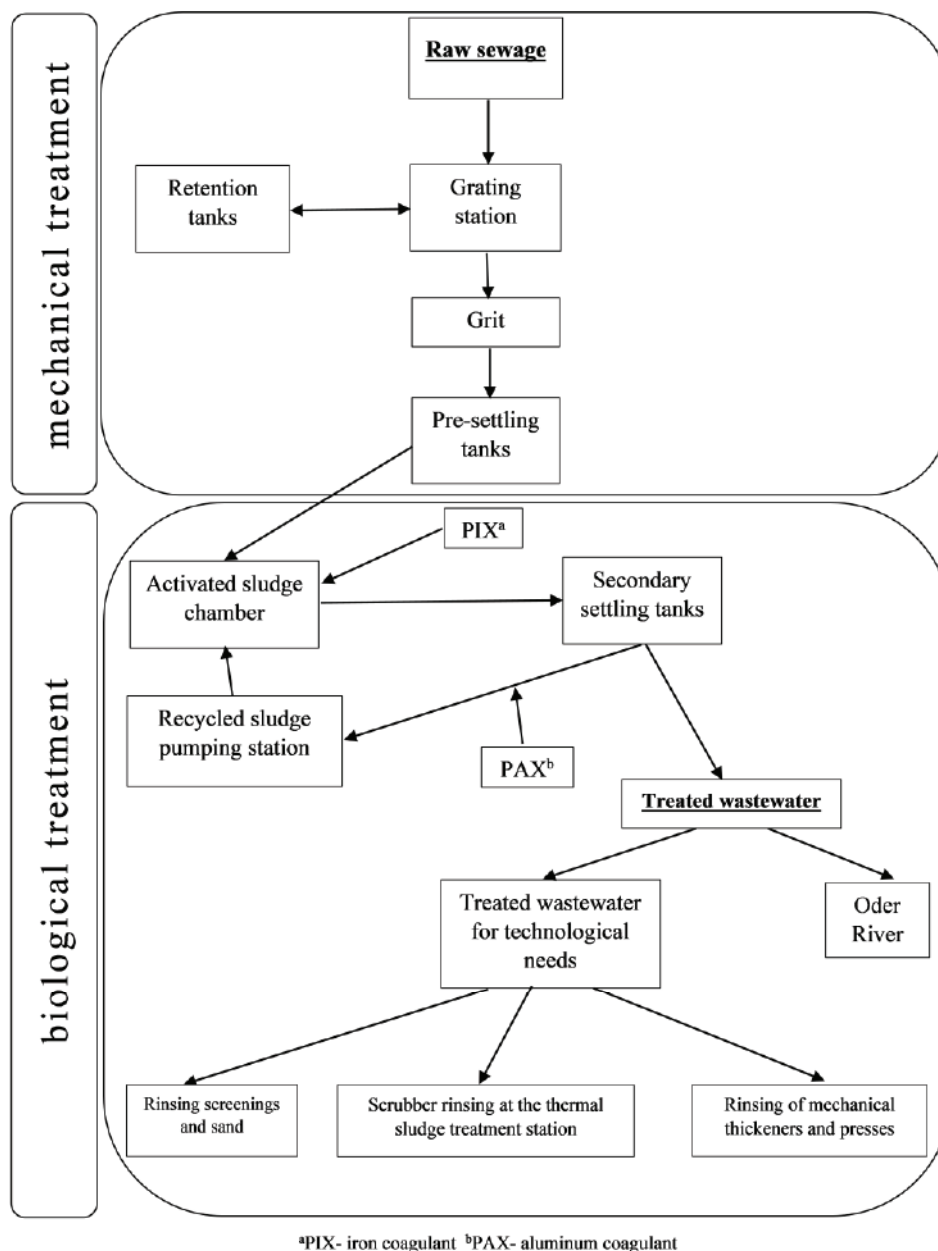 mechanical treatment
Raw sewage
Retention
tanks
Grating
station
Grit
Pre-settling
tanks
biological treatment
PIXᵃ
Activated sludge
chamber
Secondary
settling tanks
Recycled sludge
pumping station
PAXᵇ
Treated wastewater
Treated wastewater
for technological
needs
Oder
River
Rinsing screenings
and sand
Scrubber rinsing at the thermal
sludge treatment station
Rinsing of mechanical
thickeners and presses
ᵃPIX- iron coagulant ᵇPAX- aluminum coagulant